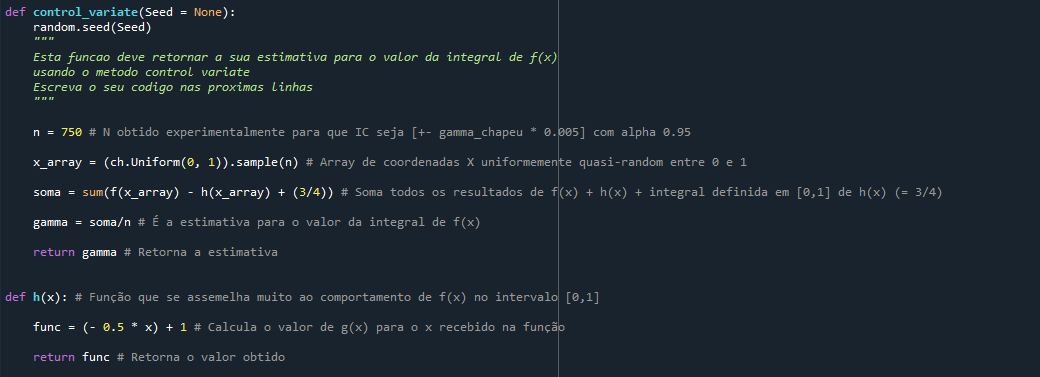 def control_variate(Seed = None):
random.seed(Seed)
"""
Esta funcao deve retornar a sua estimativa para o valor da integral de f(x)
usando o metodo control variate
Escreva o seu codigo nas proximas linhas
"""
n = 750 # N obtido experimentalmente para que IC seja [+- gamma_chapeu * 0.005] com alpha 0.95
x_array = (ch.Uniform(0, 1)).sample(n) # Array de coordenadas X uniformemente quasi-random entre 0 e 1
soma = sum(f(x_array) - h(x_array) + (3/4)) # Soma todos os resultados de f(x) + h(x) + integral definida em [0,1] de h(x) (= 3/4)
gamma = soma/n # É a estimativa para o valor da integral de f(x)
return gamma # Retorna a estimativa
def h(x): # Função que se assemelha muito ao comportamento de f(x) no intervalo [0,1]
func = (- 0.5 * x) + 1 # Calcula o valor de g(x) para o x recebido na função
return func # Retorna o valor obtido